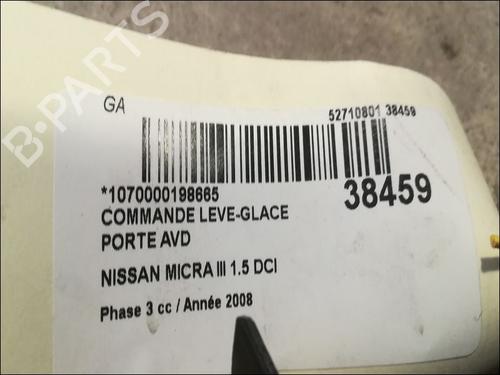 B-PARTS
GA
52710801 38459
*1070000198665
38459
COMMANDE LEVE-GLACE
PORTE AVD
NISSAN MICRA III 1.5 DCI
Phase 3 cc / Année 2008